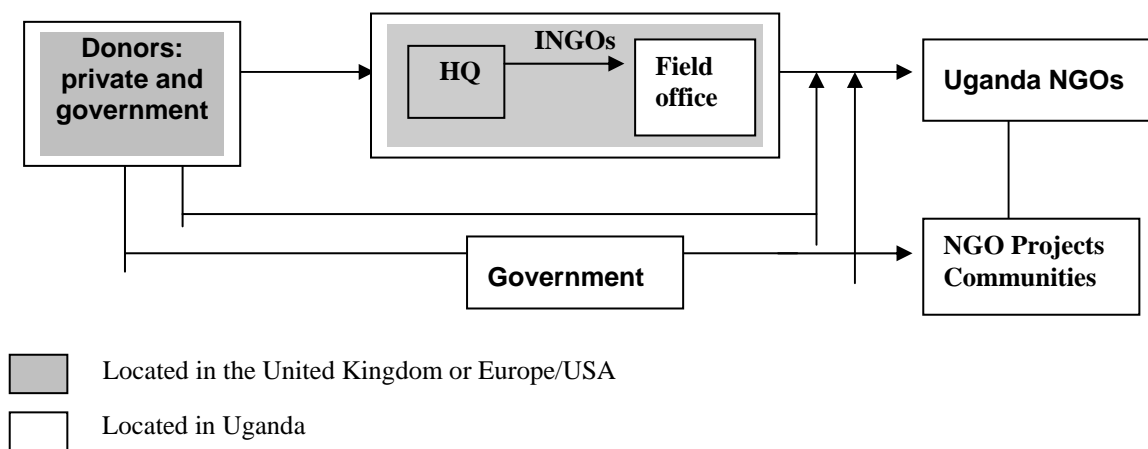 Donors:
private and
government
INGOs
HQ
Field
office
Uganda NGOs
Government
NGO Projects
Communities
Located in the United Kingdom or Europe/USA
Located in Uganda